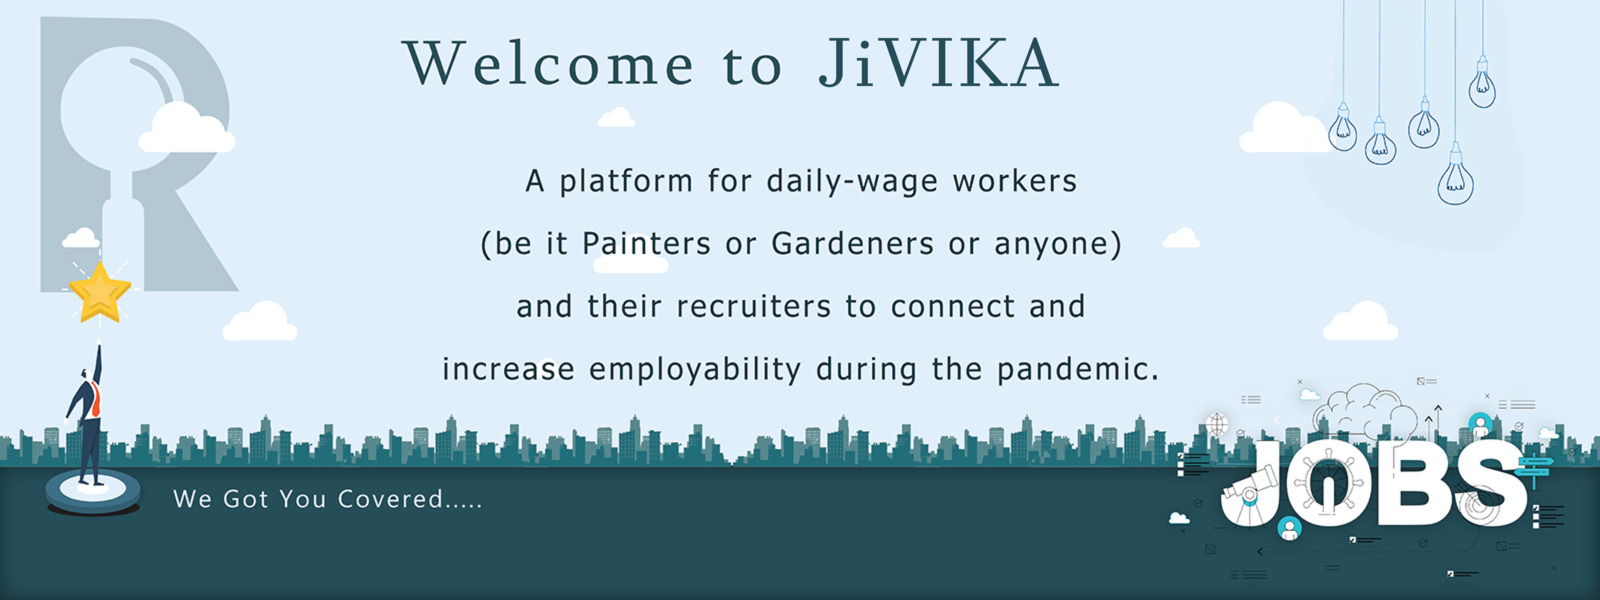 R
Welcome to JiVIKA
A platform for daily-wage workers
(be it Painters or Gardeners or anyone)
and their recruiters to connect and
increase employability during the pandemic.
We Got You Covered.....
JOBS